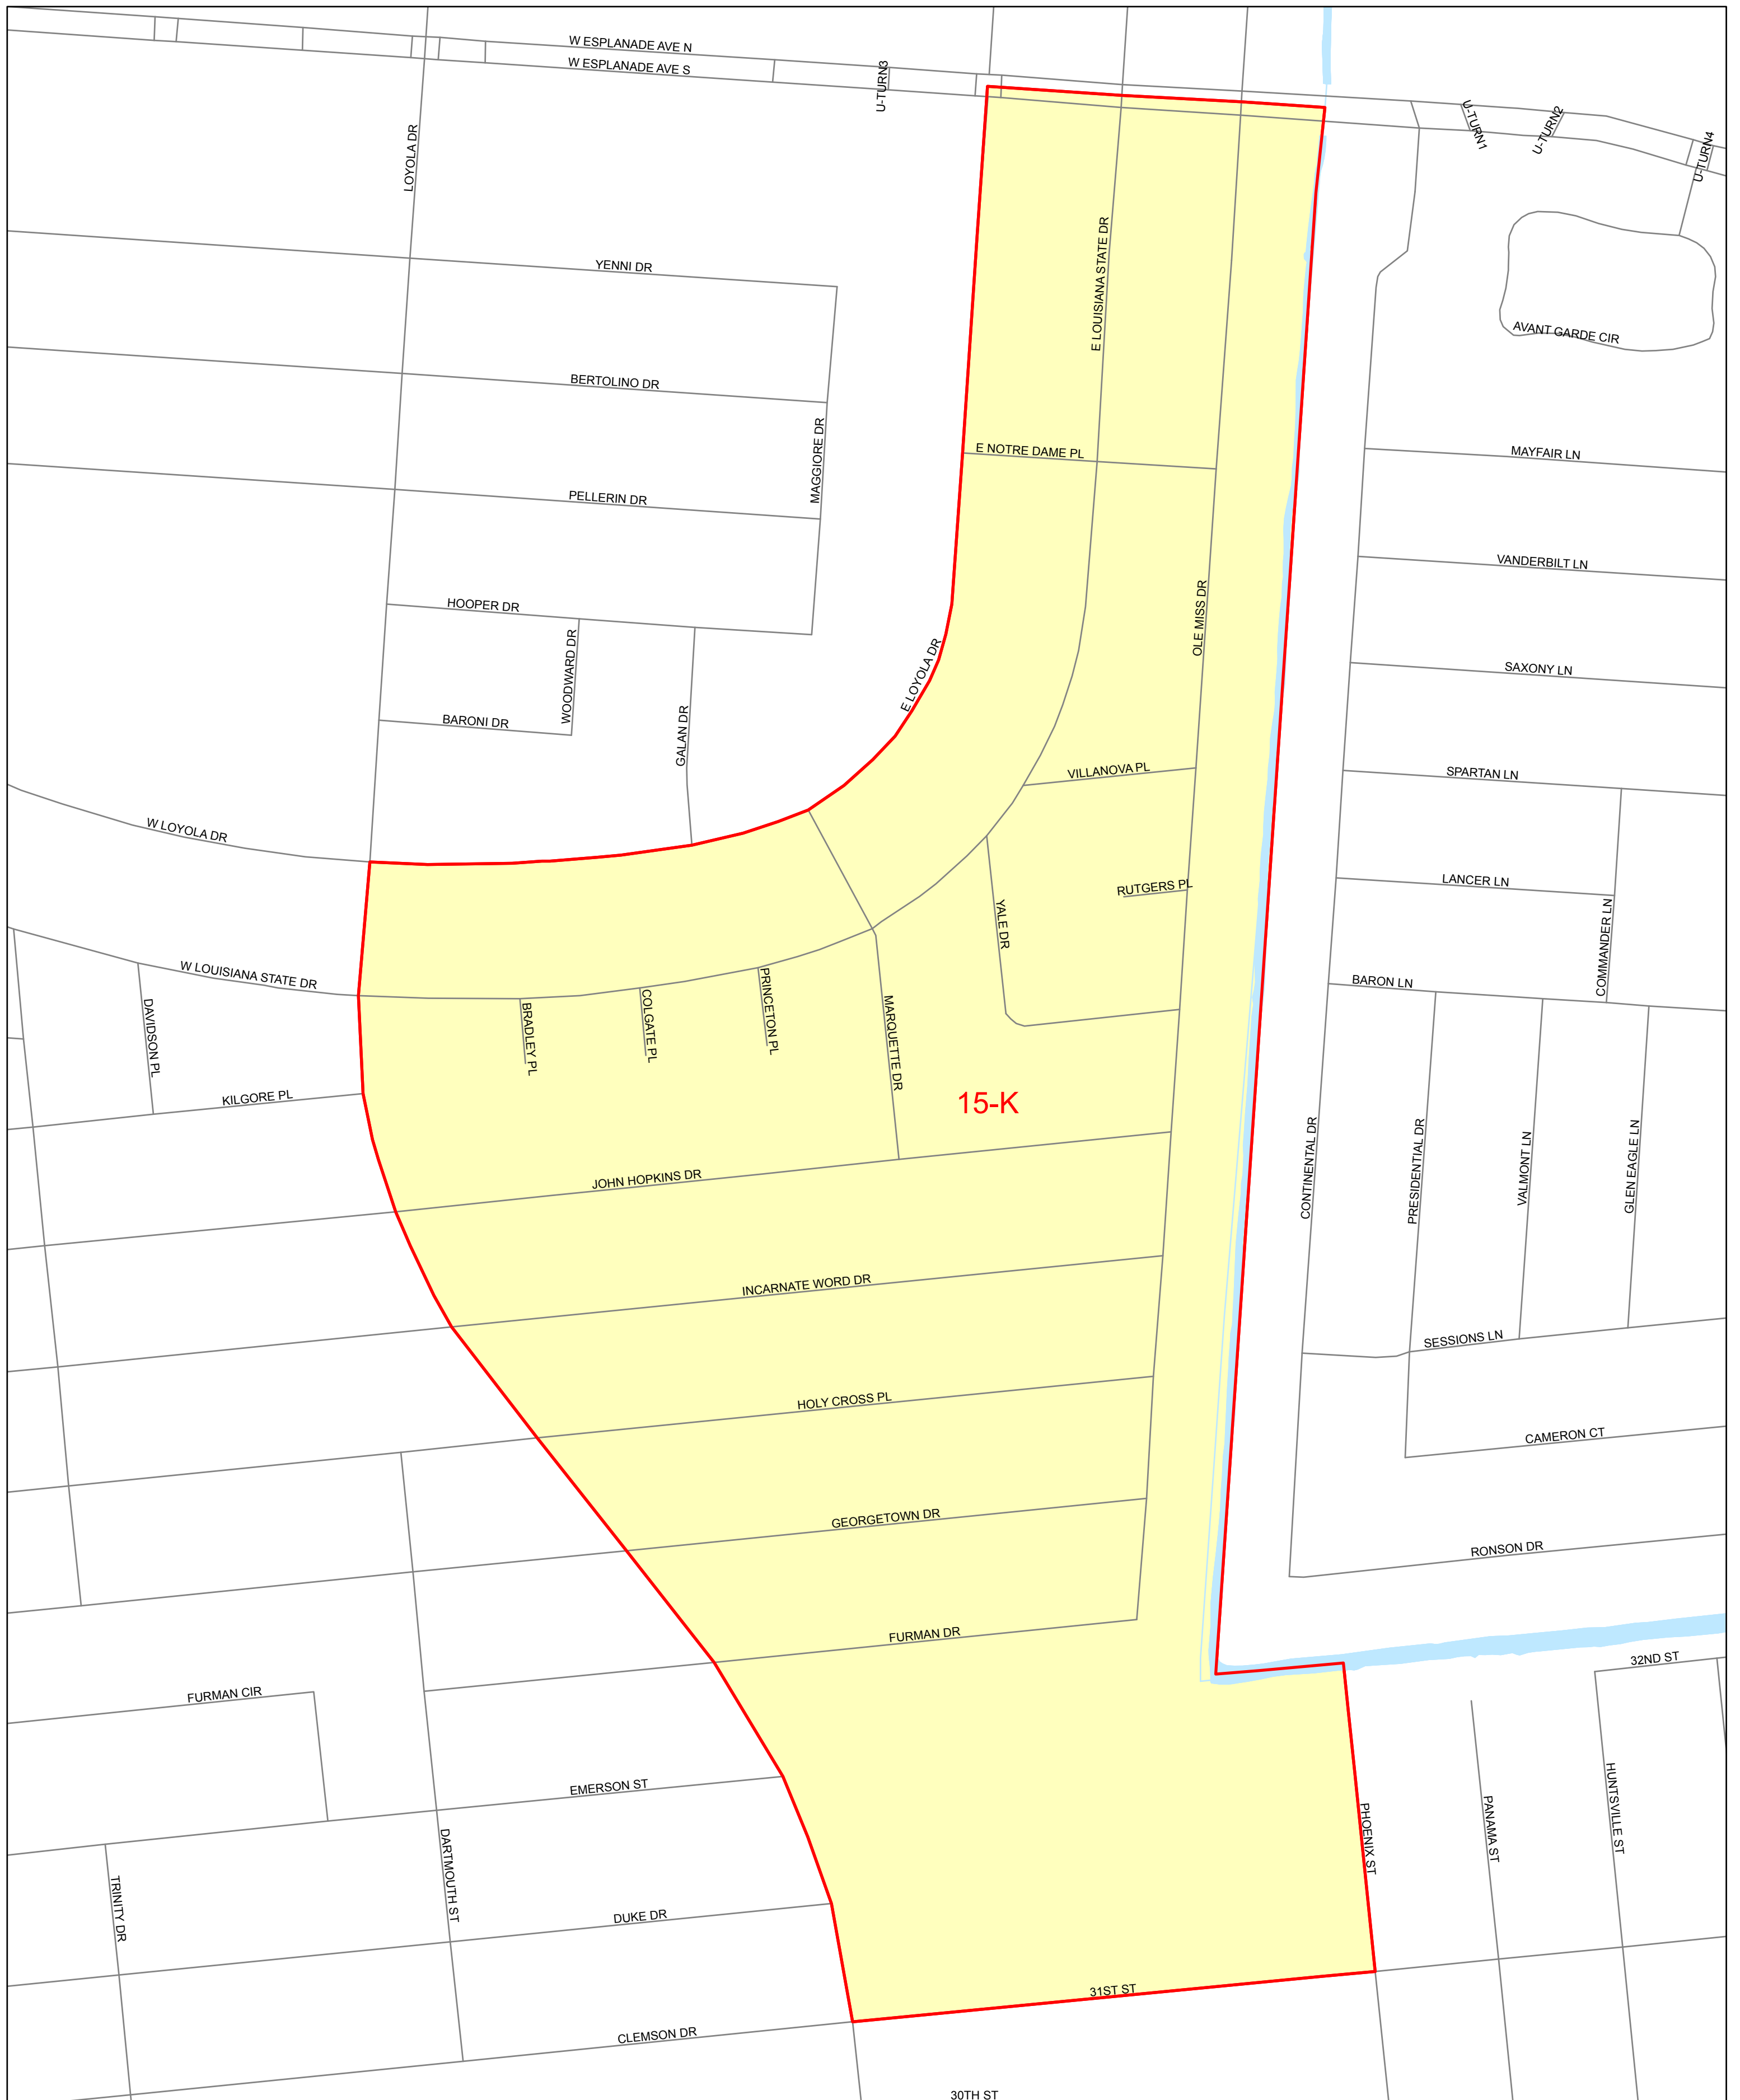 W ESPLANADE AVE N
W ESPLANADE AVE S
U-TURN3
U-TURN1
U-TURN2
U-TURN4
LOYOLA DR
YENNI DR
E LOUISIANA STATE DR
AVANT GARDE CIR
BERTOLINO DR
MAGGIORE DR
E NOTRE DAME PL
MAYFAIR LN
PELLERIN DR
VANDERBILT LN
HOOPER DR
WOODWARD DR
OLE MISS DR
E LOYOLA DR
SAXONY LN
BARONI DR
GALAN DR
VILLANOVA PL
SPARTAN LN
W LOYOLA DR
RUTGERS PL
LANCER LN
YALE DR
COMMANDER LN
W LOUISIANA STATE DR
BARON LN
DAVIDSON PL
BRADLEY PL
COLGATE PL
PRINCETON PL
MARQUETTE DR
KILGORE PL
15-K
CONTINENTAL DR
PRESIDENTIAL DR
VALMONT LN
GLEN EAGLE LN
JOHN HOPKINS DR
INCARNATE WORD DR
SESSIONS LN
HOLY CROSS PL
CAMERON CT
GEORGETOWN DR
RONSON DR
FURMAN DR
32ND ST
FURMAN CIR
EMERSON ST
PHOENIX ST
PANAMA ST
HUNTSVILLE ST
DARTMOUTH ST
TRINITY DR
DUKE DR
31ST ST
CLEMSON DR
30TH ST